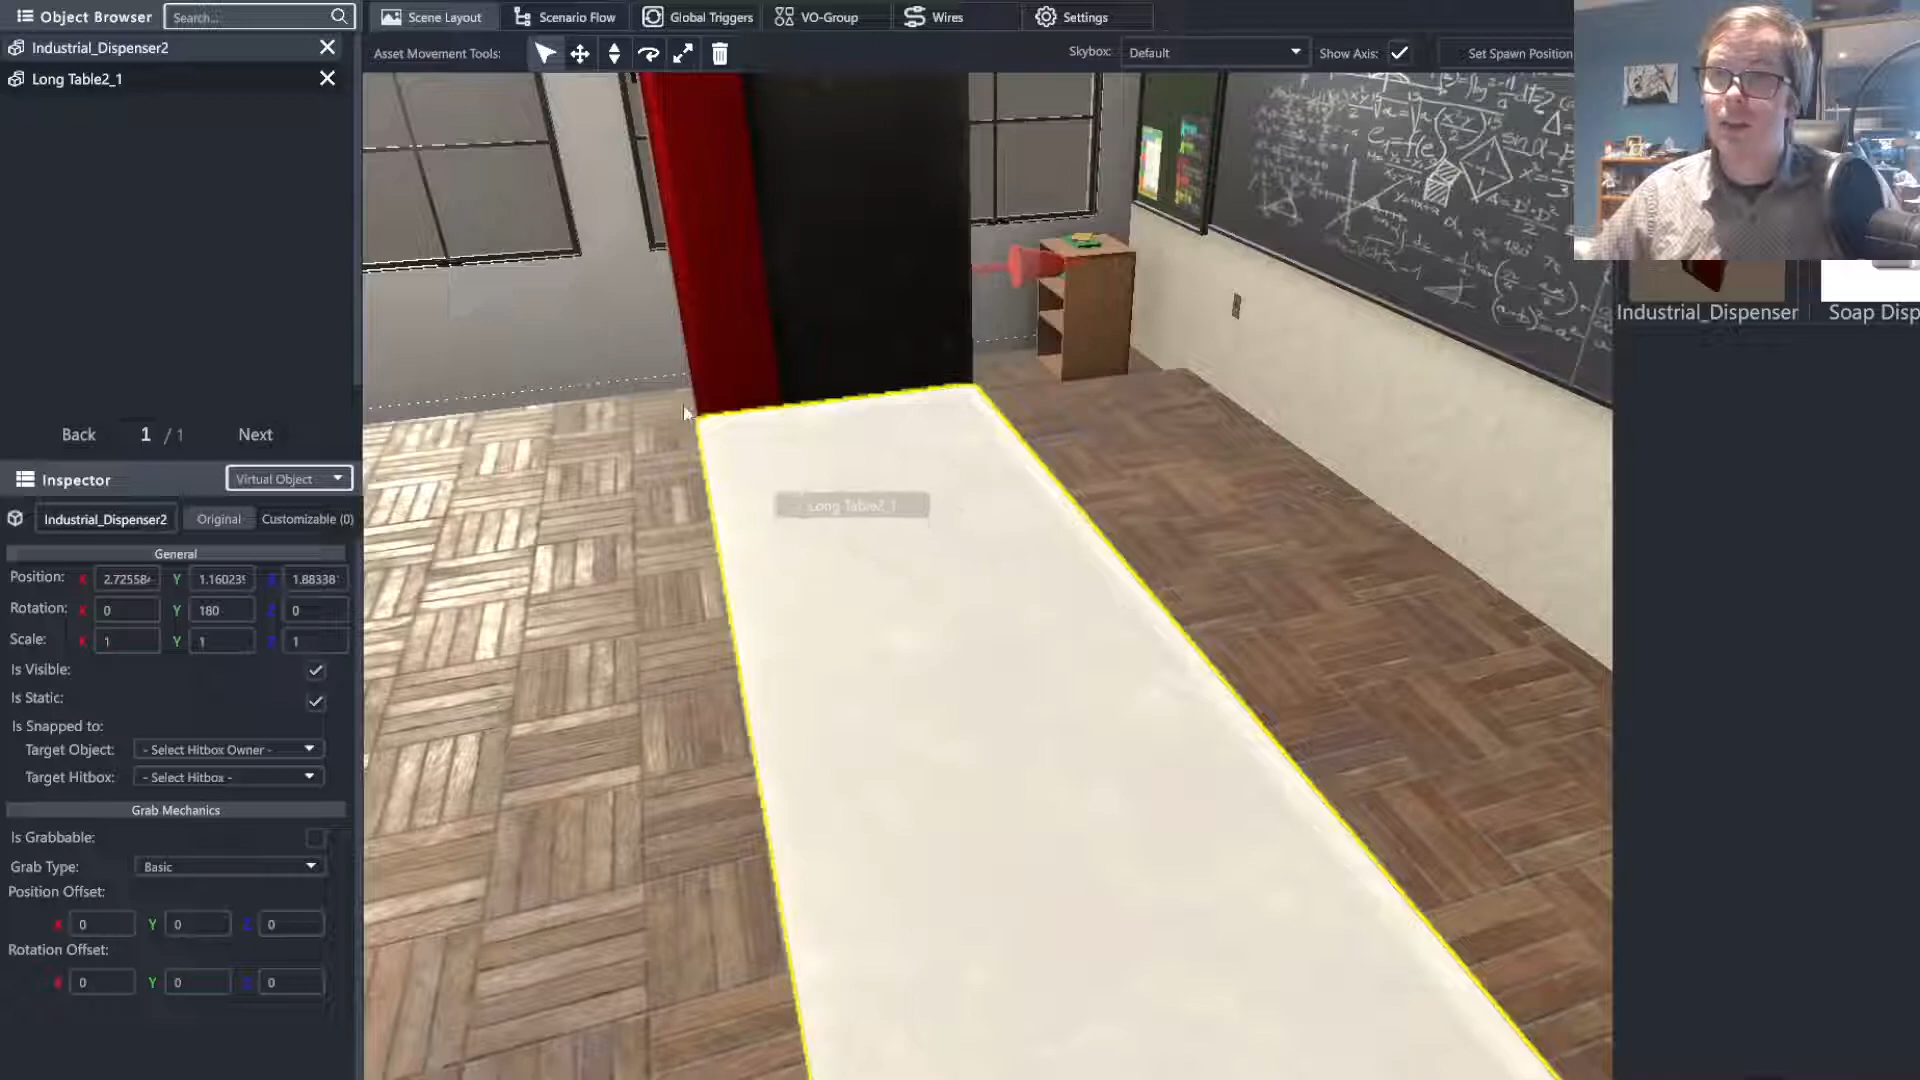 Object Browser
Search...
Scene Layout
Scenario Flow
Global Triggers
VO-Group
Wires
Settings
Industrial_Dispenser2
Long Table2_1
Asset Movement Tools:
Skybox:
Default
Show Axis:
Set Spawn Position
Long Table2_1
Industrial_Dispenser
Soap Disp
Back
1 / 1
Next
Inspector
Virtual Object
Industrial_Dispenser2
Original
Customizable (0)
General
Position: X 2.72558 Y 1.16023 Z 1.88338
Rotation: X 0 Y 180 Z 0
Scale: X 1 Y 1 Z 1
Is Visible:
Is Static:
Is Snapped to:
Target Object: - Select Hitbox Owner -
Target Hitbox: - Select Hitbox -
Grab Mechanics
Is Grabbable:
Grab Type: Basic
Position Offset:
X 0 Y 0 Z 0
Rotation Offset:
X 0 Y 0 Z 0